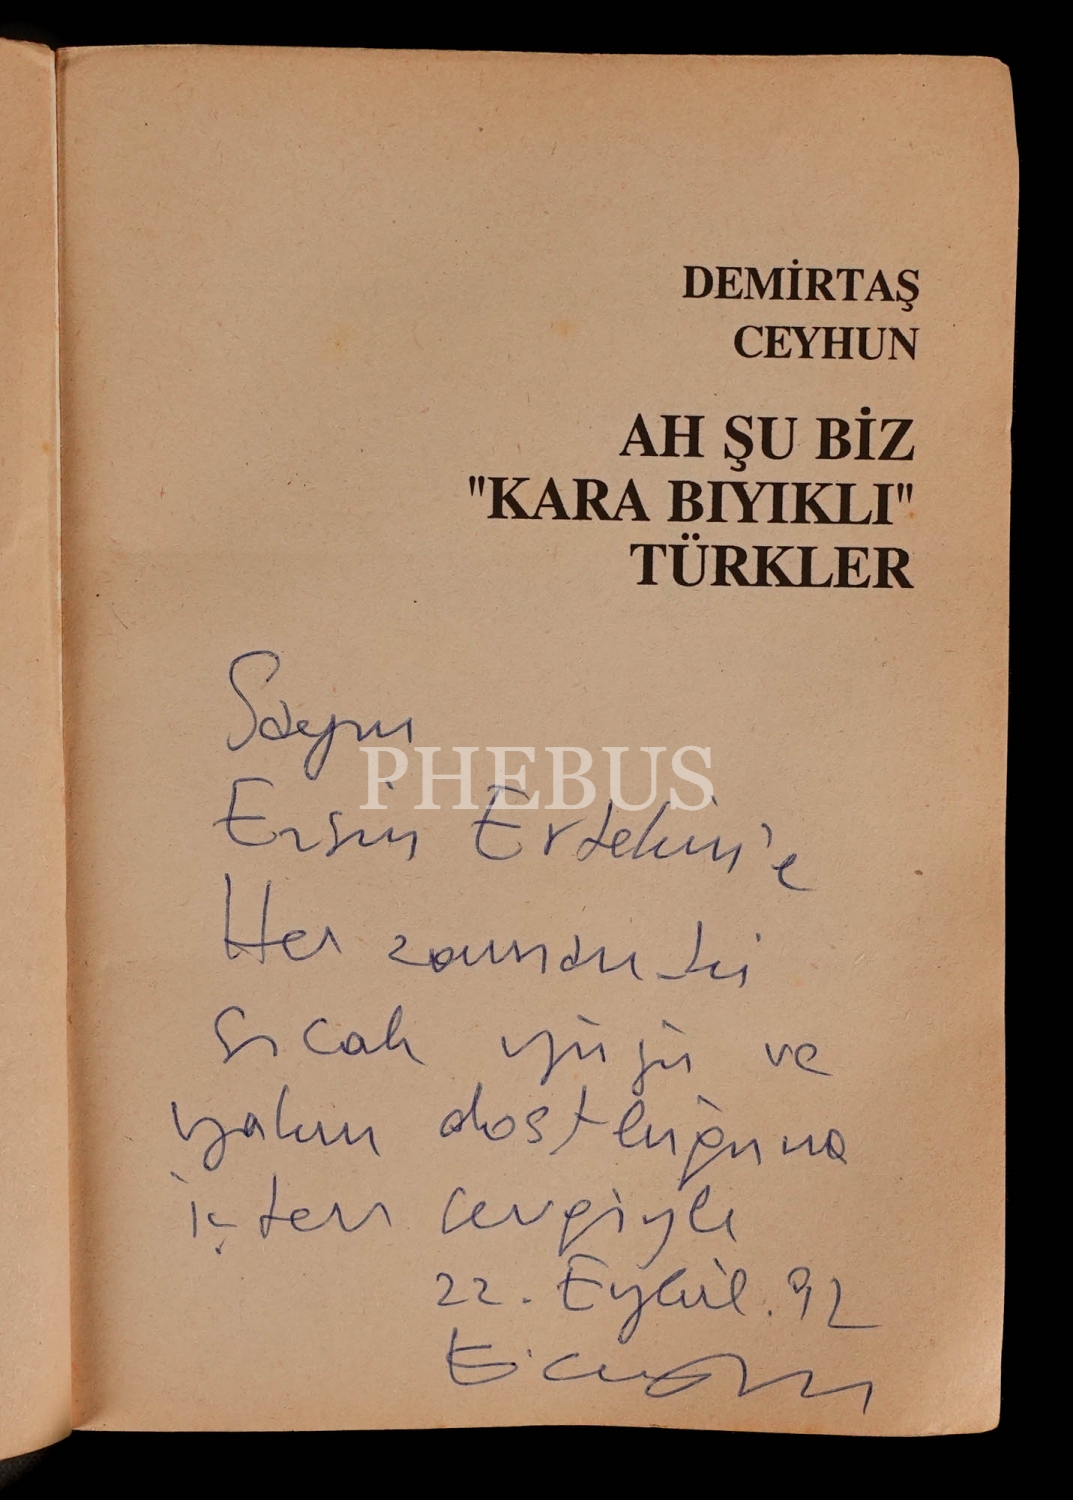 DEMİRTAŞ
CEYHUN
AH ŞU BİZ
"KARA BIYIKLI"
TÜRKLER
Sayın
PHEBUS
Ersin Ertekin'e
Her zamanki
sıcak yüzü ve
yakın dostluğuna
içten sevgiyle
22. Eylül. 92